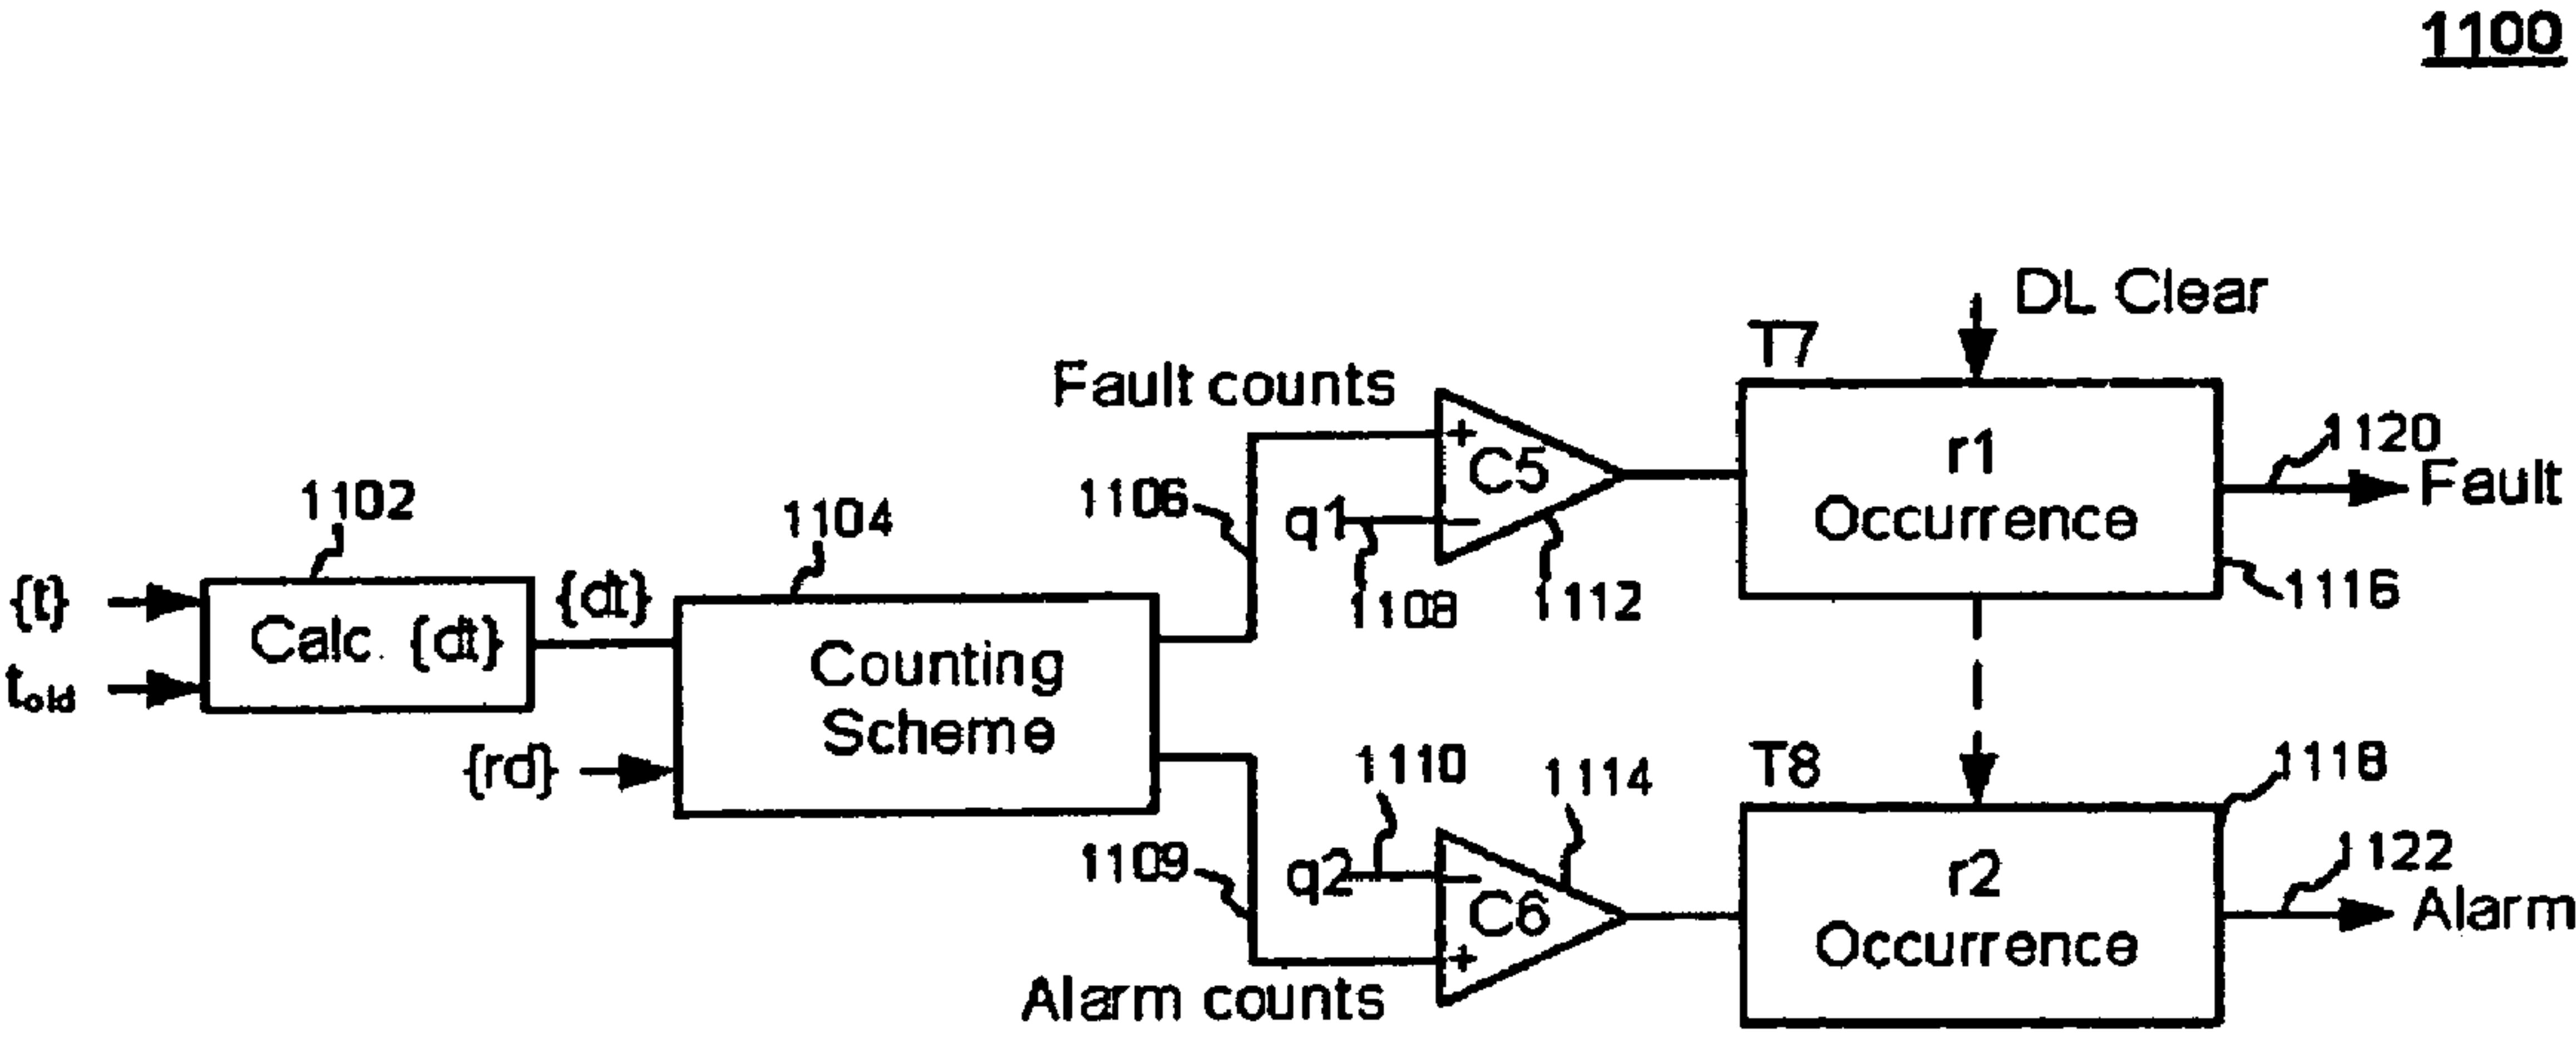 1100
DL Clear
T7
Fault counts
+
C5
r1
Occurrence
1120
Fault
1102
1104
1106
q1
−
1108
1112
1116
{t}
Calc. {dt}
{dt}
t_old
Counting
Scheme
{rd}
1110
1114
T8
1118
1109
q2
−
C6
+
r2
Occurrence
1122
Alarm
Alarm counts